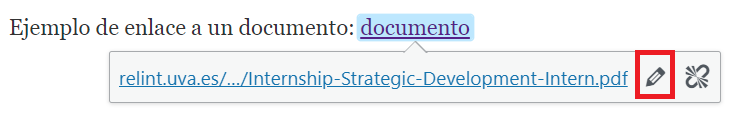 Ejemplo de enlace a un documento: documento
relint.uva.es/.../Internship-Strategic-Development-Intern.pdf